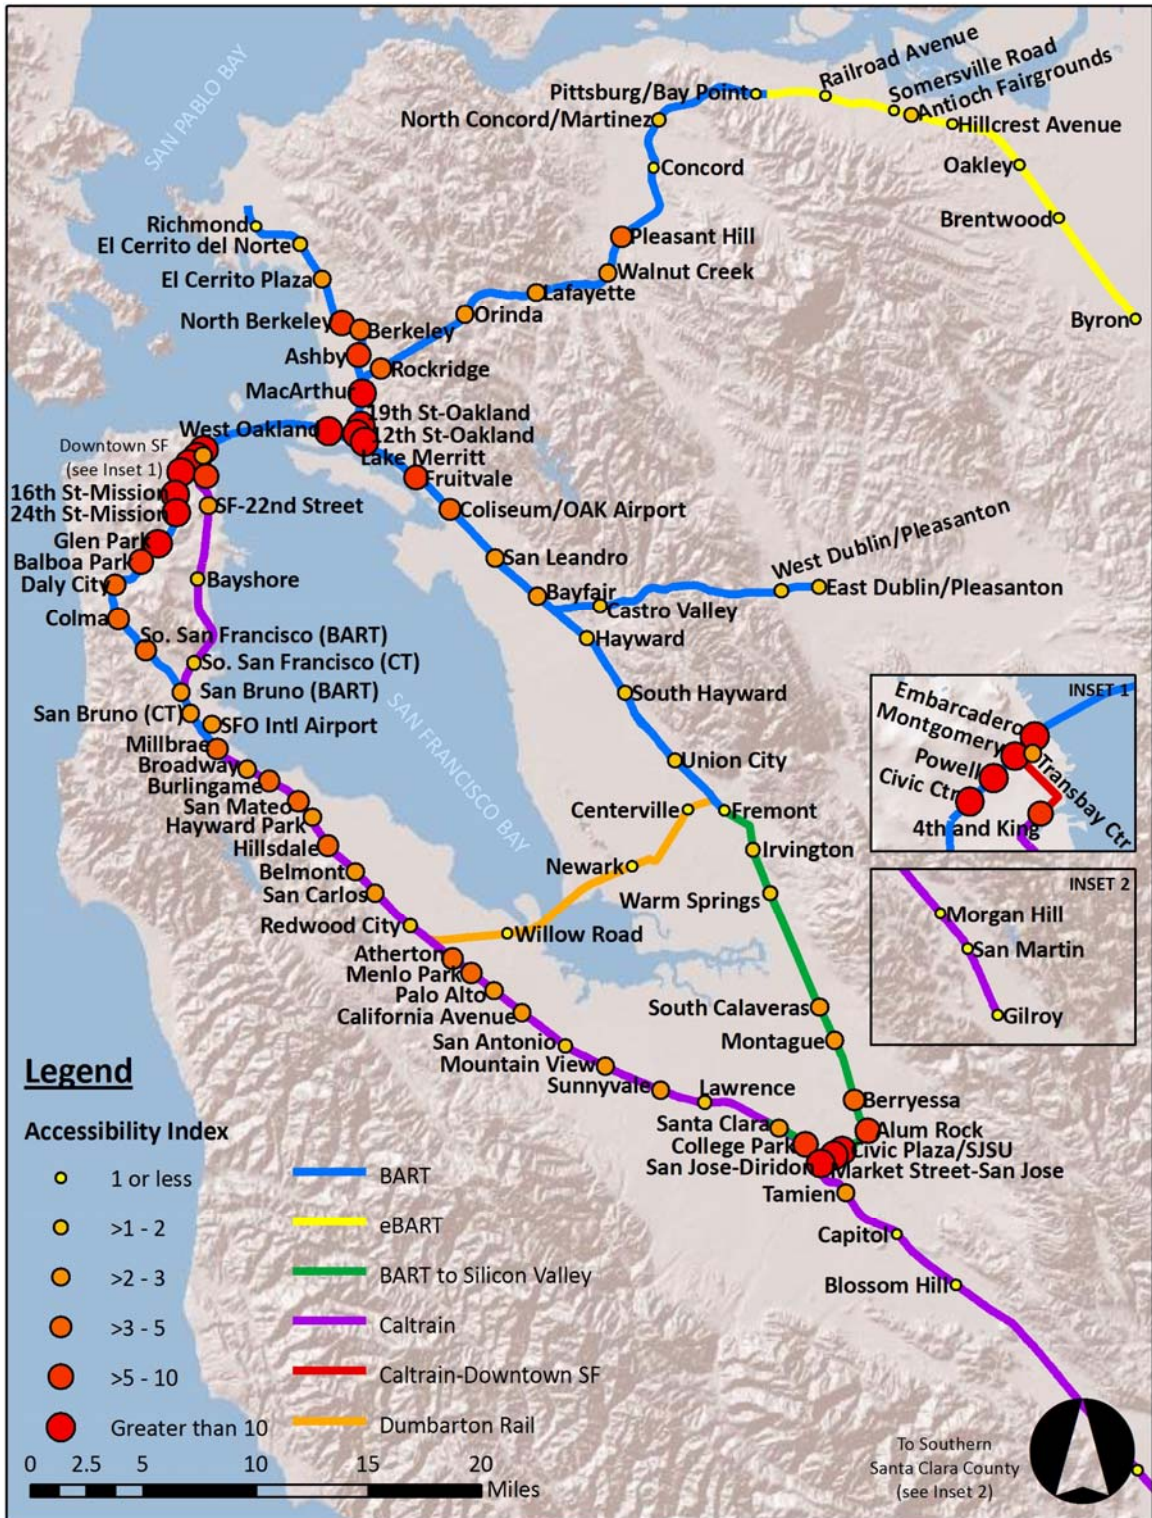 SAN PABLO BAY
Railroad Avenue
Somersville Road
Antioch Fairgrounds
Pittsburg/Bay Point
North Concord/Martinez
Hillcrest Avenue
Concord
Oakley
Brentwood
Richmond
El Cerrito del Norte
Pleasant Hill
El Cerrito Plaza
Walnut Creek
Lafayette
Orinda
Byron
North Berkeley
Berkeley
Ashby
Rockridge
MacArthur
19th St-Oakland
West Oakland
12th St-Oakland
Downtown SF
(see Inset 1)
Lake Merritt
Fruitvale
16th St-Mission
SF-22nd Street
24th St-Mission
Coliseum/OAK Airport
Glen Park
Balboa Park
San Leandro
West Dublin/Pleasanton
Daly City
Bayshore
Bayfair
East Dublin/Pleasanton
Castro Valley
Colma
So. San Francisco (BART)
Hayward
So. San Francisco (CT)
San Bruno (BART)
South Hayward
San Bruno (CT)
SFO Intl Airport
SAN FRANCISCO BAY
Millbrae
Broadway
Union City
Burlingame
San Mateo
Centerville
Fremont
Hayward Park
Hillsdale
Irvington
Belmont
Newark
San Carlos
Warm Springs
Redwood City
Willow Road
Atherton
Menlo Park
Palo Alto
South Calaveras
California Avenue
San Antonio
Montague
Mountain View
Sunnyvale
Lawrence
Berryessa
Santa Clara
Alum Rock
College Park
Civic Plaza/SJSU
San Jose-Diridon
Market Street-San Jose
Tamien
Capitol
Blossom Hill
INSET 1
Embarcadero
Montgomery
Powell
Civic Ctr
Transbay Ctr
4th and King
INSET 2
Morgan Hill
San Martin
Gilroy
Legend
Accessibility Index
1 or less
>1 - 2
>2 - 3
>3 - 5
>5 - 10
Greater than 10
BART
eBART
BART to Silicon Valley
Caltrain
Caltrain-Downtown SF
Dumbarton Rail
0 2.5 5 10 15 20
Miles
To Southern
Santa Clara County
(see Inset 2)